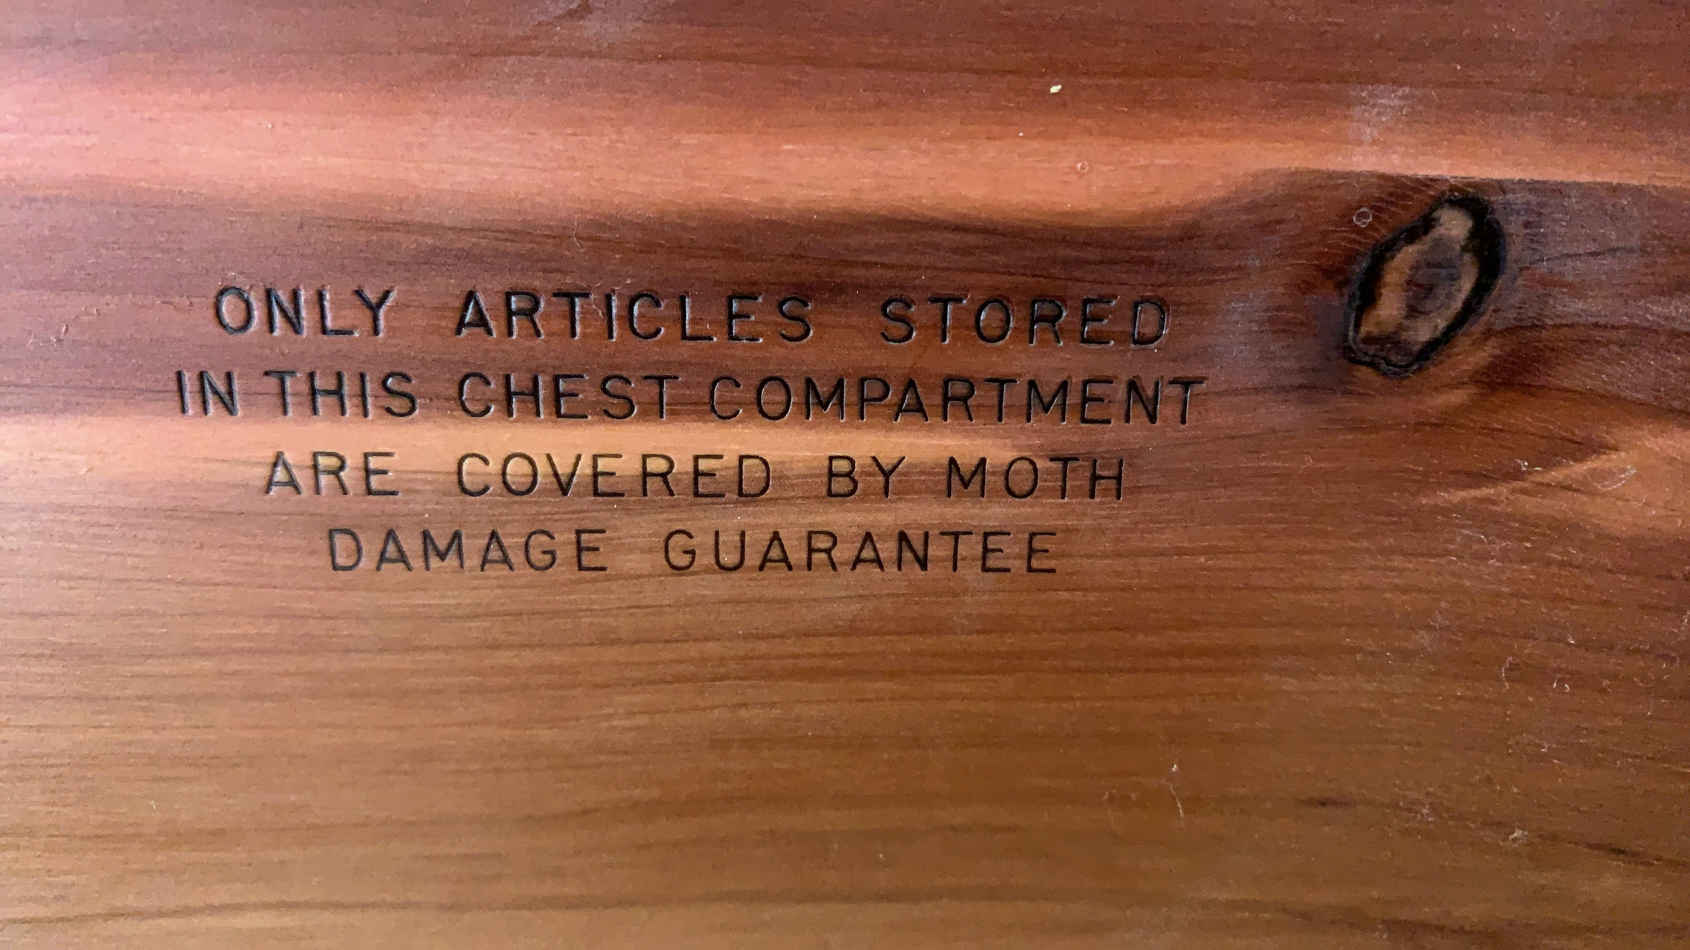 ONLY ARTICLES STORED
IN THIS CHEST COMPARTMENT
ARE COVERED BY MOTH
DAMAGE GUARANTEE